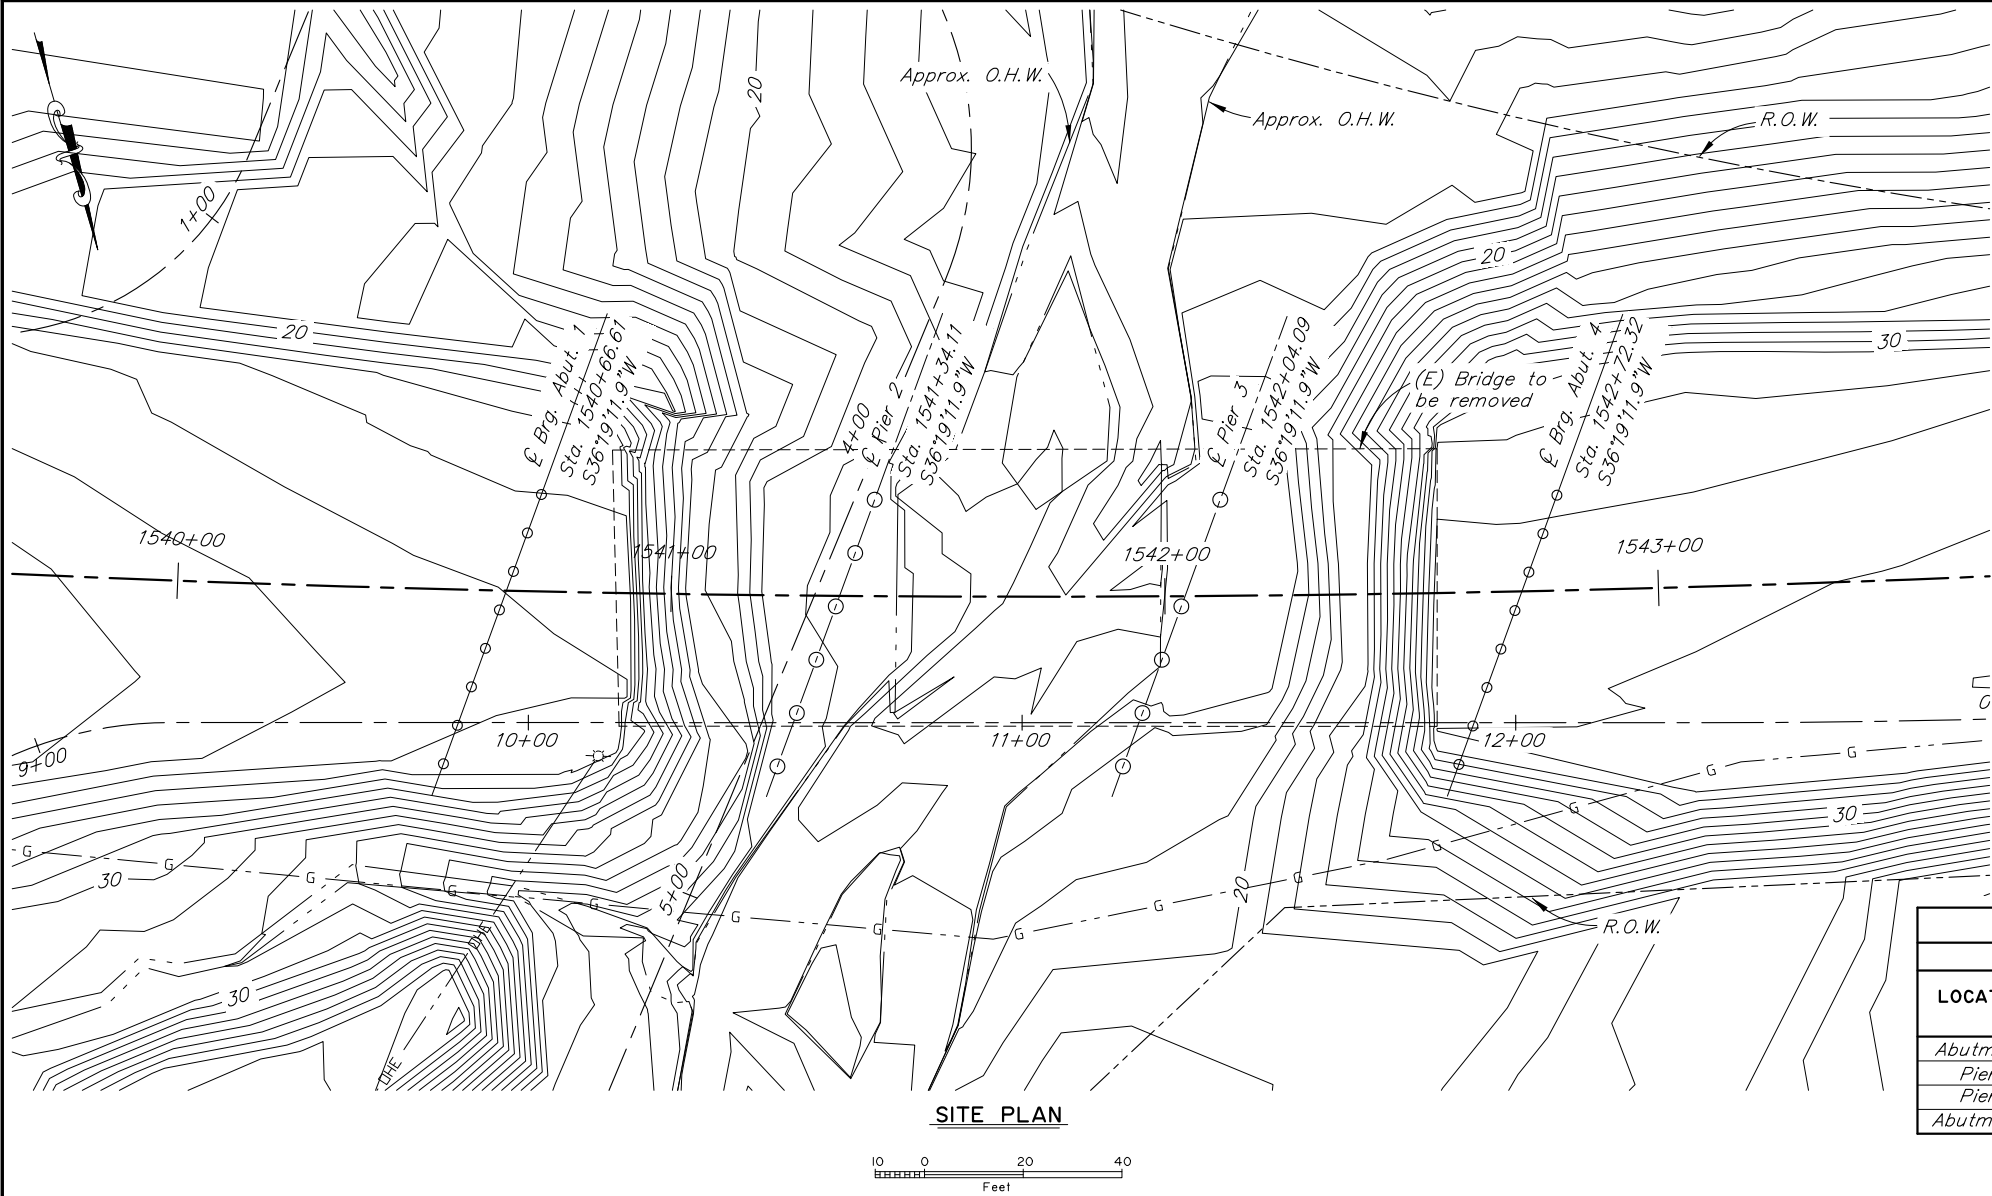 Approx. O.H.W.
20
Approx. O.H.W.
R.O.W.
1+00
20
20
30
℄ Brg. Abut. 1
Sta. 1540+66.61
S36°19'11.9"W
4+00
℄ Pier 2
Sta. 1541+34.11
S36°19'11.9"W
℄ Pier 3
Sta. 1542+04.09
S36°19'11.9"W
(E) Bridge to
be removed
℄ Brg. Abut. 4
Sta. 1542+72.32
S36°19'11.9"W
1540+00
1541+00
1542+00
1543+00
9+00
10+00
11+00
12+00
0
G
G
G
30
G
G
G
G
G
G
G
G
G
G
G
G
30
5+00
20
R.O.W.
OHE
30
OHE
LOCAT
Abutm
Pier
Pier
Abutm
SITE PLAN
10 0 20 40
Feet